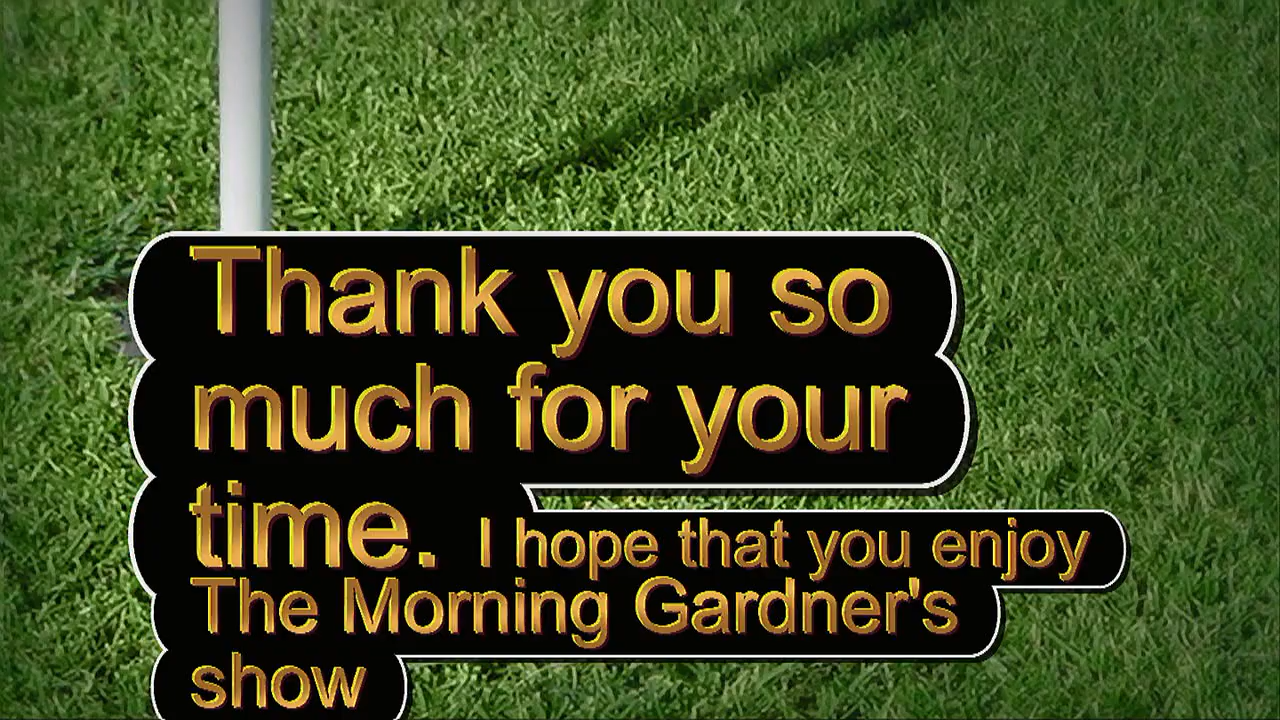 Thank you so
much for your
time. I hope that you enjoy
The Morning Gardner's
show